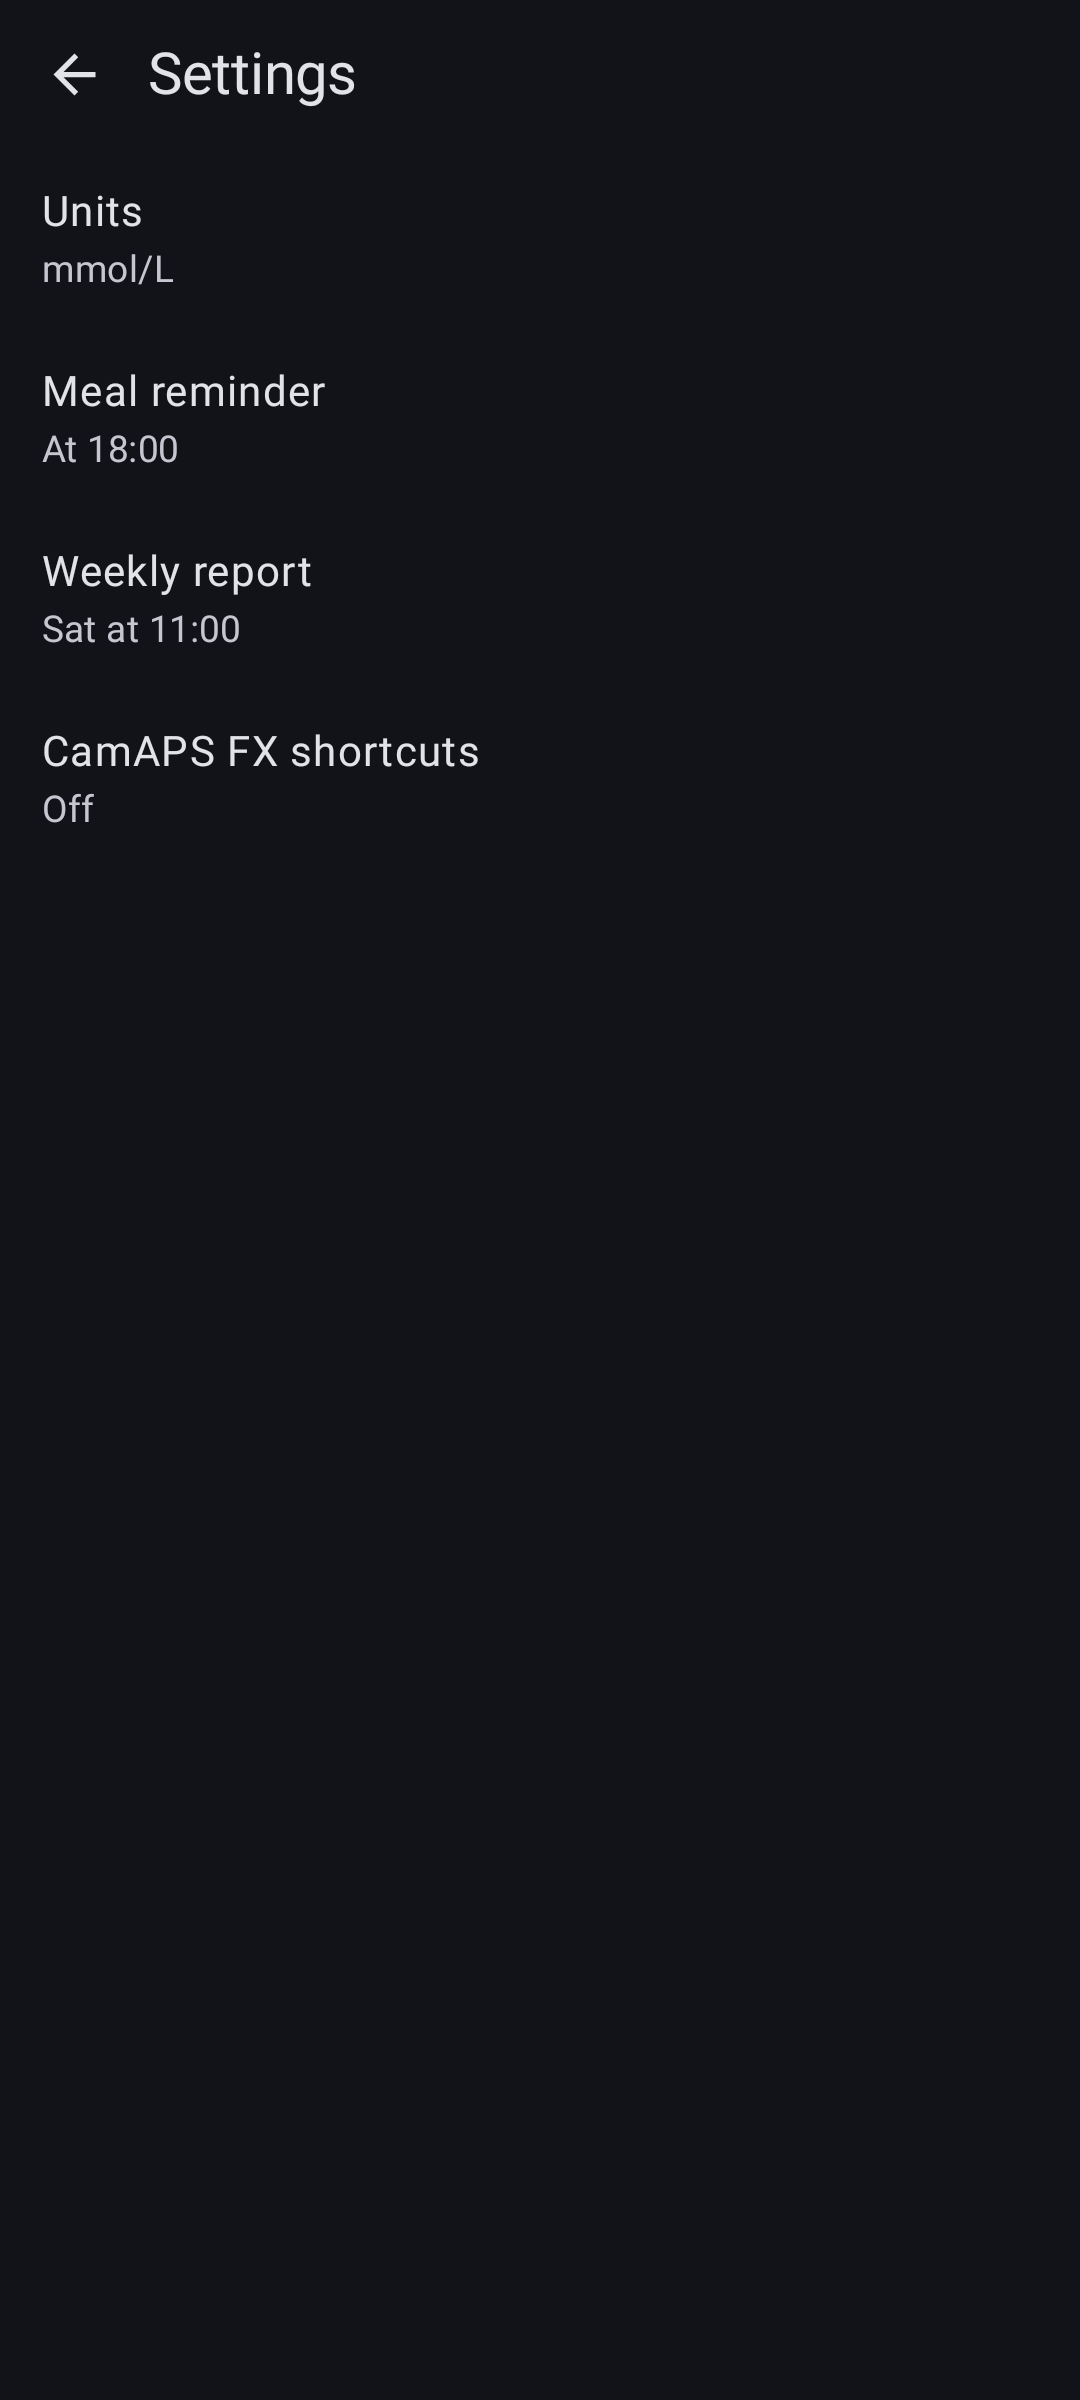 Settings
Units
mmol/L
Meal reminder
At 18:00
Weekly report
Sat at 11:00
CamAPS FX shortcuts
Off